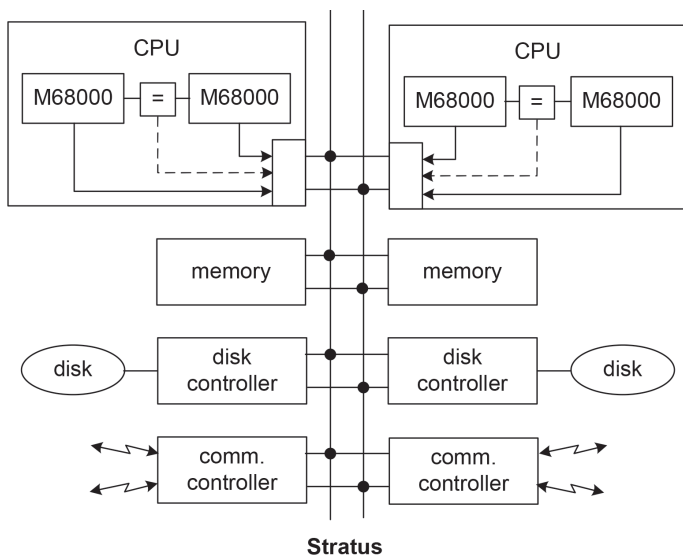 CPU
CPU
M68000
=
M68000
M68000
=
M68000
memory
memory
disk
disk
controller
disk
controller
disk
comm.
controller
comm.
controller
Stratus